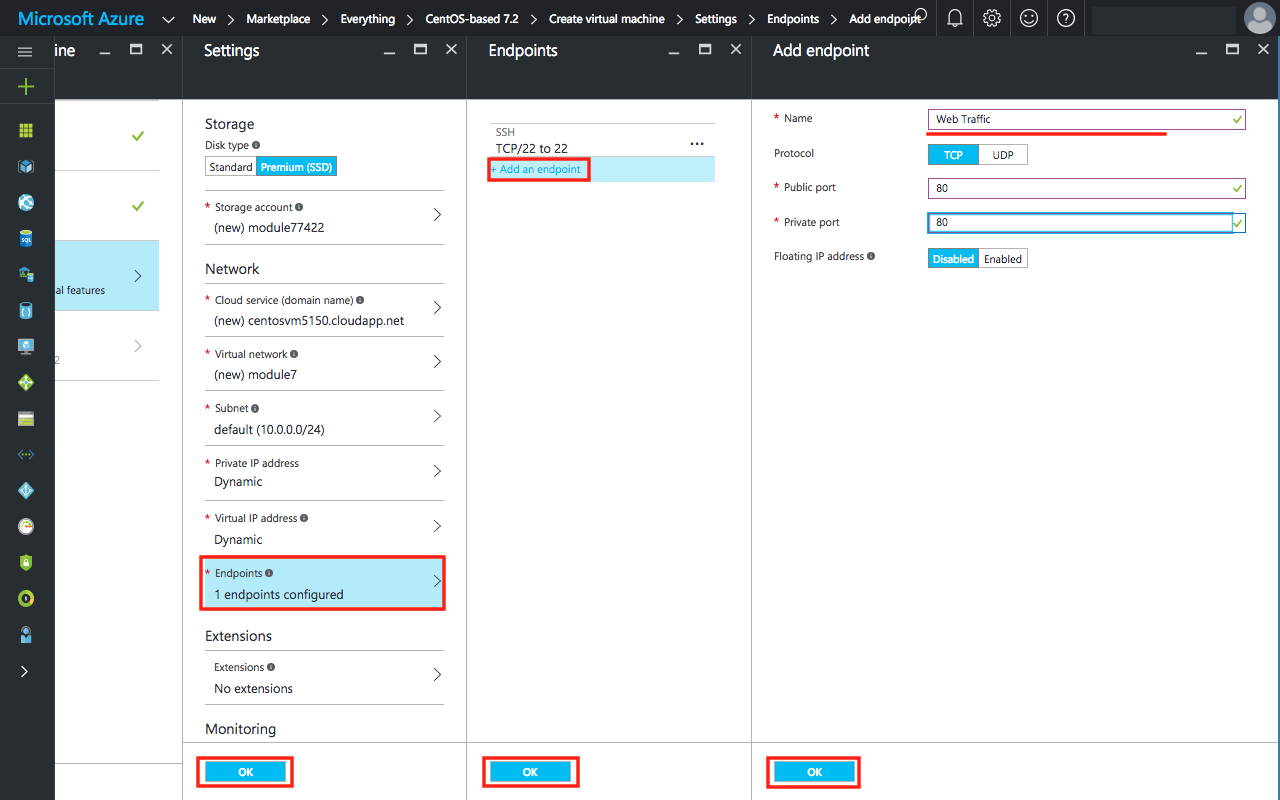 Microsoft Azure
New > Marketplace > Everything > CentOS-based 7.2 > Create virtual machine > Settings > Endpoints > Add endpoint
ine
al features
2
Settings
Storage
Disk type
Standard
Premium (SSD)
* Storage account
(new) module77422
Network
* Cloud service (domain name)
(new) centosvm5150.cloudapp.net
* Virtual network
(new) module7
* Subnet
default (10.0.0.0/24)
* Private IP address
Dynamic
* Virtual IP address
Dynamic
* Endpoints
1 endpoints configured
Extensions
Extensions
No extensions
Monitoring
OK
Endpoints
SSH
TCP/22 to 22
+ Add an endpoint
OK
Add endpoint
* Name
Web Traffic
Protocol
TCP
UDP
* Public port
80
* Private port
80
Floating IP address
Disabled
Enabled
OK